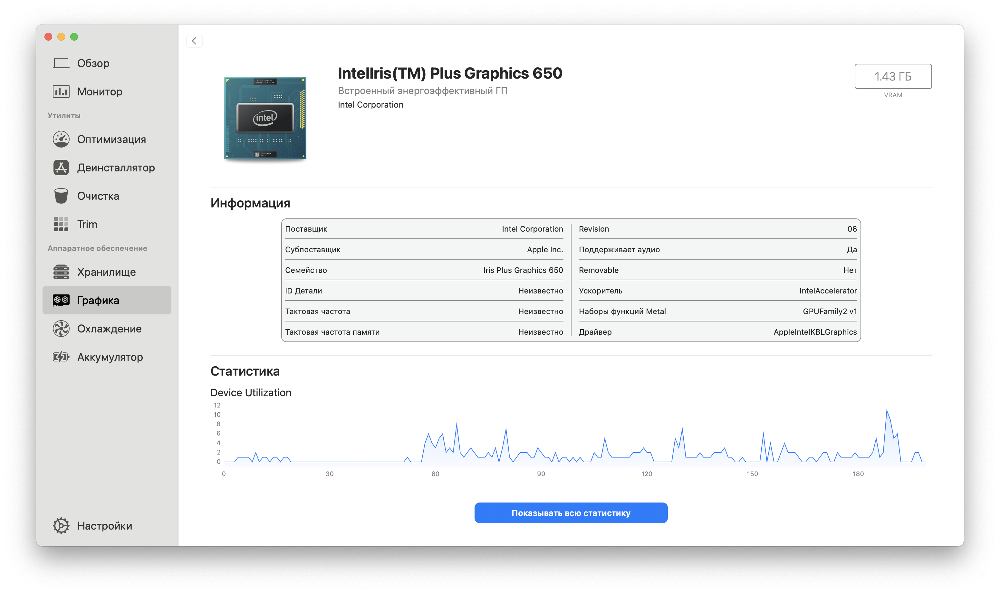 Обзор
Монитор
Утилиты
Оптимизация
Деинсталлятор
Очистка
Trim
Аппаратное обеспечение
Хранилище
Графика
Охлаждение
Аккумулятор
Настройки
IntelIris(TM) Plus Graphics 650
Встроенный энергоэффективный ГП
Intel Corporation
1.43 ГБ
VRAM
intel
Информация
Поставщик Intel Corporation
Субпоставщик Apple Inc.
Семейство Iris Plus Graphics 650
ID Детали Неизвестно
Тактовая частота Неизвестно
Тактовая частота памяти Неизвестно
Revision 06
Поддерживает аудио Да
Removable Нет
Ускоритель IntelAccelerator
Наборы функций Metal GPUFamily2 v1
Драйвер AppleIntelKBLGraphics
Статистика
Device Utilization
12
10
8
6
4
2
0
0 30 60 90 120 150 180
Показывать всю статистику